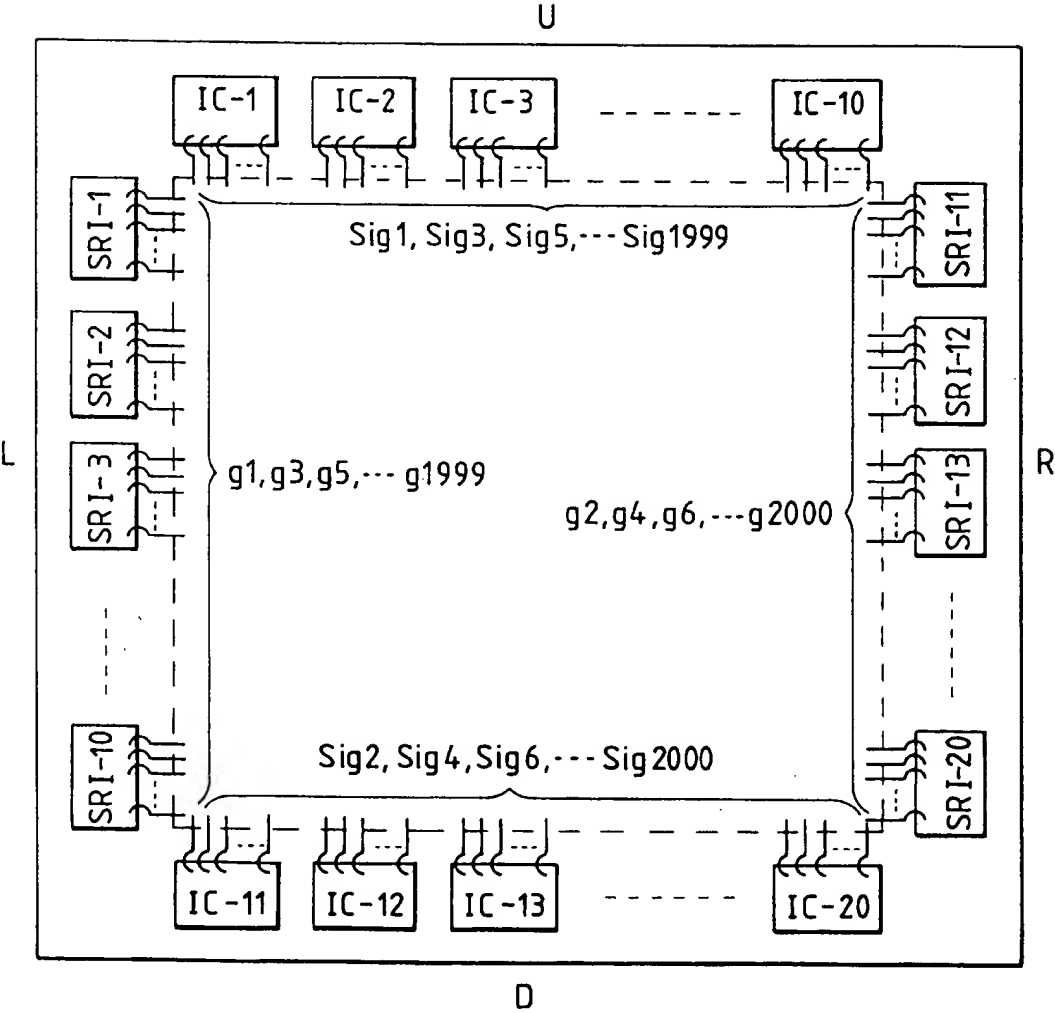 U
IC-1 IC-2 IC-3 IC-10
SRI-1
SRI-11
Sig1, Sig3, Sig5,--- Sig1999
SRI-2
SRI-12
L
R
SRI-3
SRI-13
g1,g3,g5,--- g1999
g2,g4,g6,---g2000
SRI-10
SRI-20
Sig2, Sig4, Sig6,--- Sig2000
IC-11 IC-12 IC-13 IC-20
D